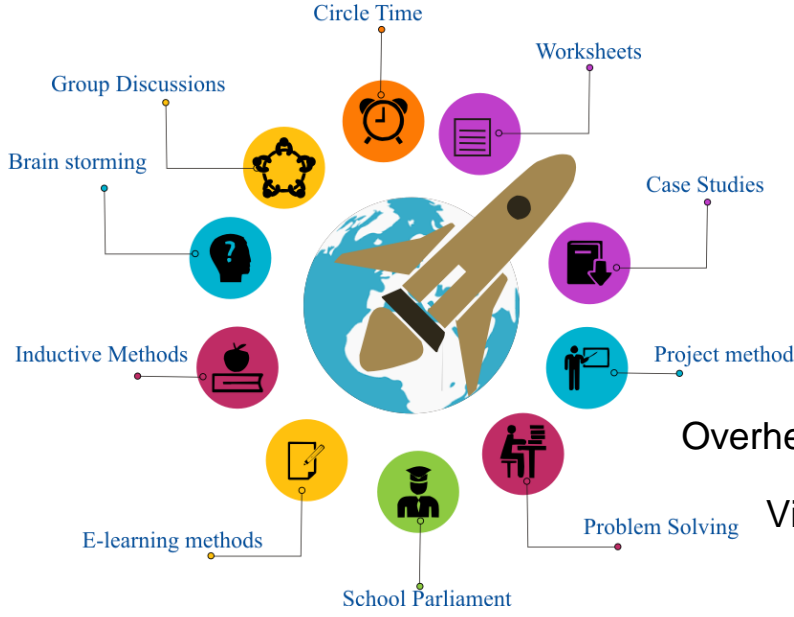 Circle Time
Worksheets
Group Discussions
Brain storming
Case Studies
Inductive Methods
Project method
Problem Solving
E-learning methods
School Parliament